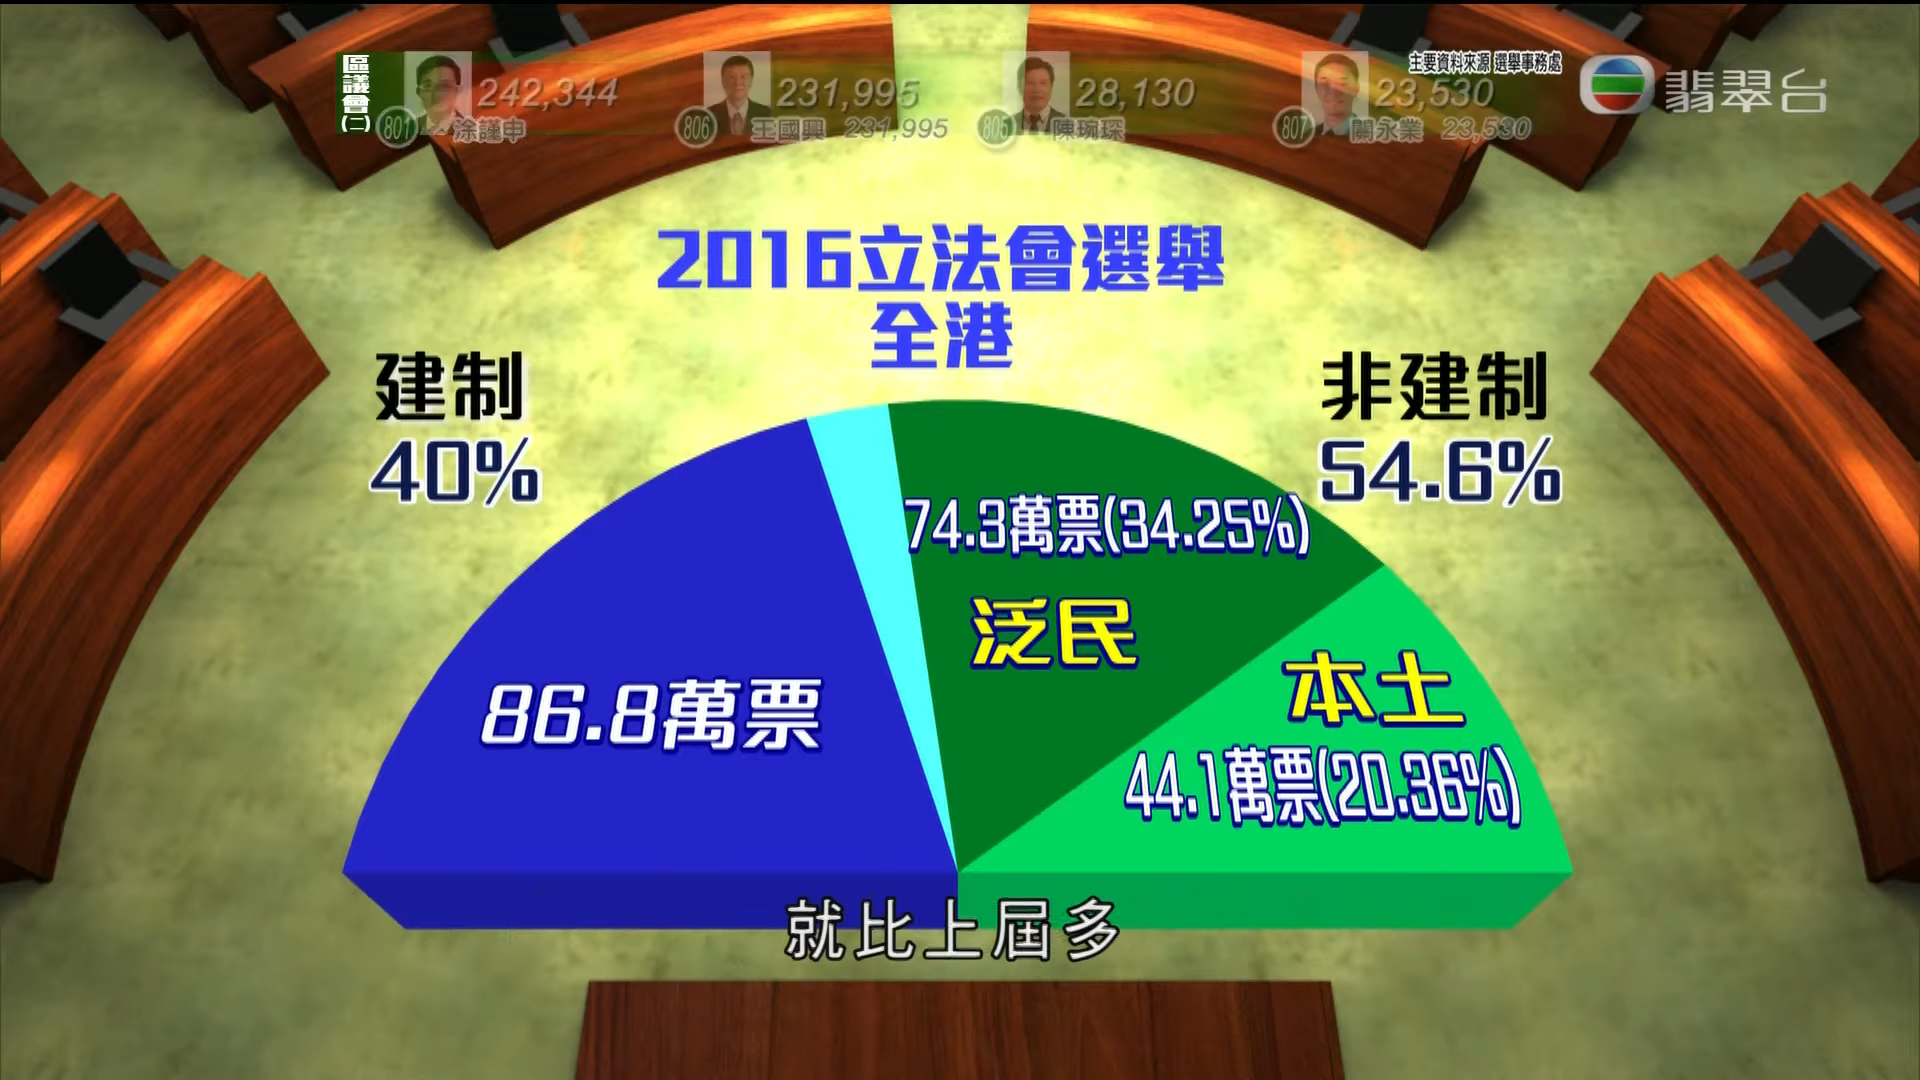 區議會(二)
242,344
231,995
28,130
23,530
主要資料來源 選舉事務處
翡翠台
801 涂謹申
806 王國興 231,995
805 陳琬琛
807 關永業 23,530
2016立法會選舉
全港
建制
40%
非建制
54.6%
74.3萬票(34.25%)
泛民
本土
86.8萬票
44.1萬票(20.36%)
就比上屆多